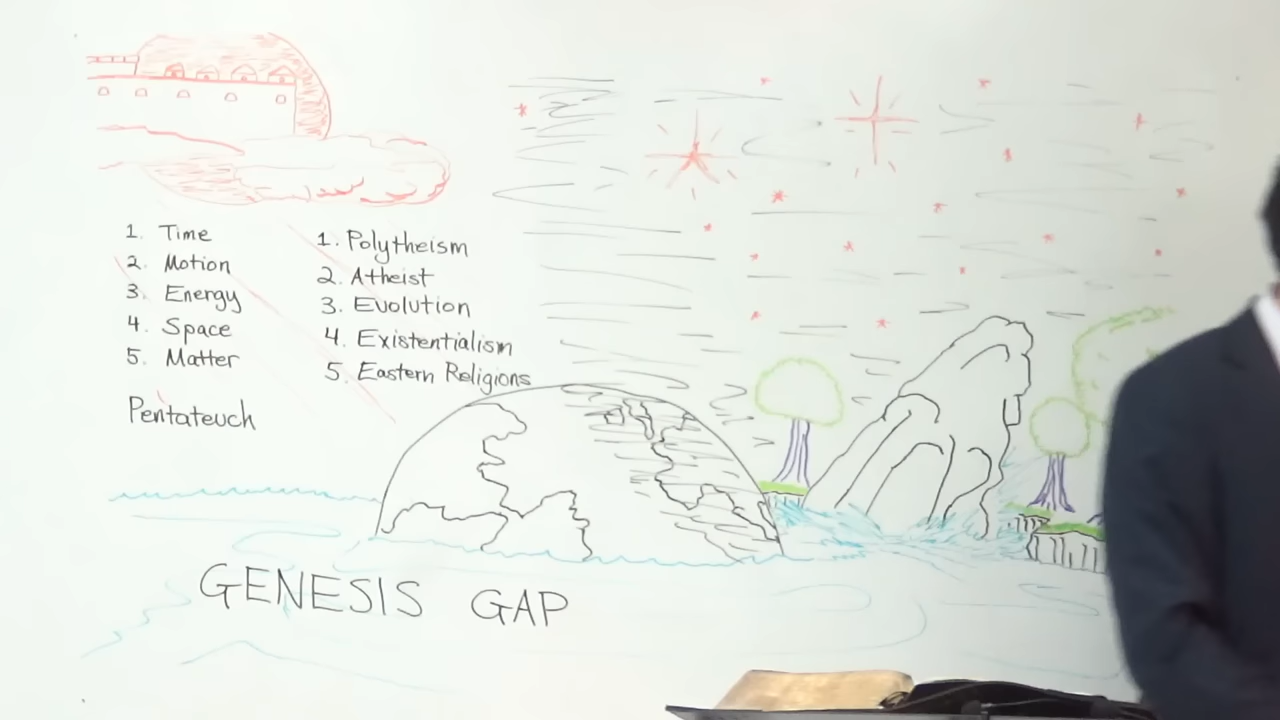 1. Time
2. Motion
3. Energy
4. Space
5. Matter
Pentateuch
1. Polytheism
2. Atheist
3. Evolution
4. Existentialism
5. Eastern Religions
GENESIS GAP